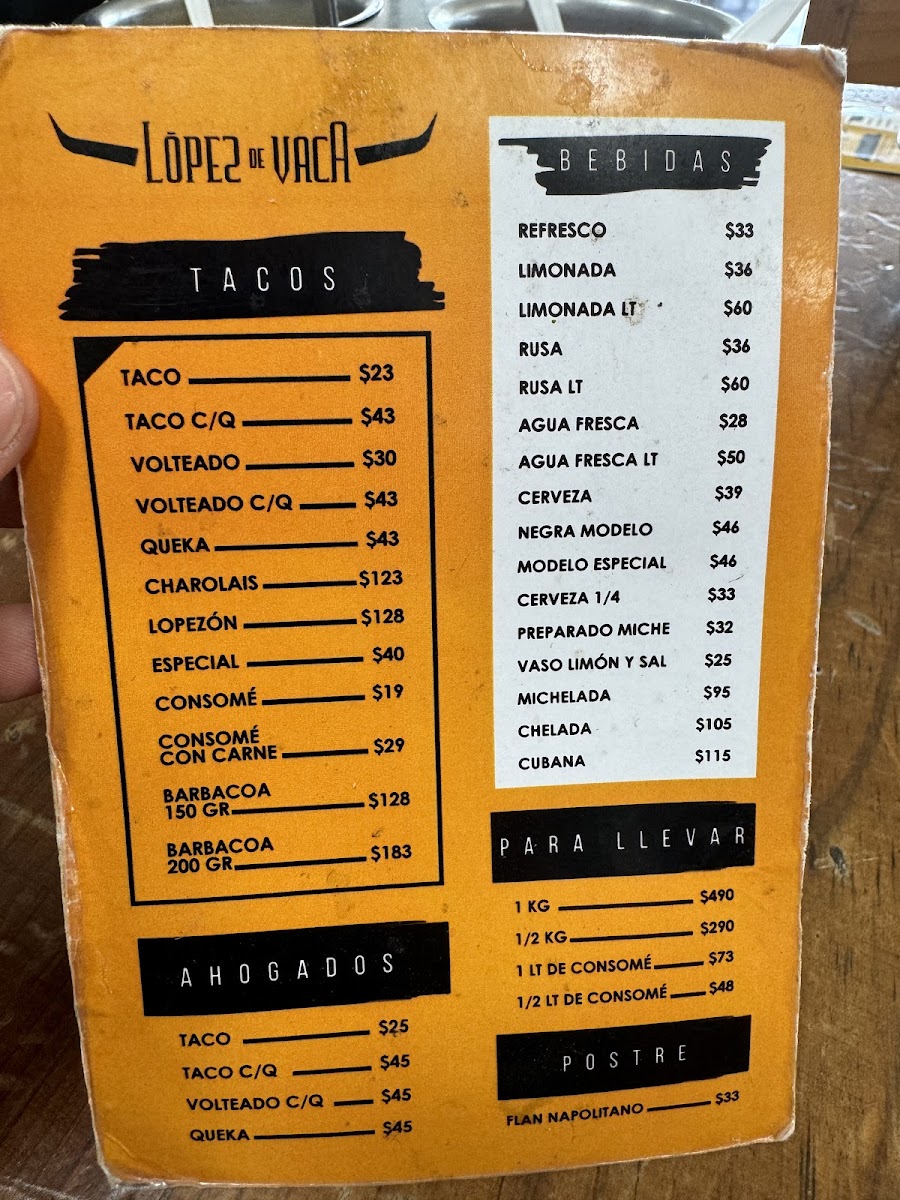 LÓPEZ DE VACA
TACOS
TACO $23
TACO C/Q $43
VOLTEADO $30
VOLTEADO C/Q $43
QUEKA $43
CHAROLAIS $123
LOPEZÓN $128
ESPECIAL $40
CONSOMÉ $19
CONSOMÉ
CON CARNE $29
BARBACOA
150 GR $128
BARBACOA
200 GR $183
AHOGADOS
TACO $25
TACO C/Q $45
VOLTEADO C/Q $45
QUEKA $45
BEBIDAS
REFRESCO $33
LIMONADA $36
LIMONADA LT $60
RUSA $36
RUSA LT $60
AGUA FRESCA $28
AGUA FRESCA LT $50
CERVEZA $39
NEGRA MODELO $46
MODELO ESPECIAL $46
CERVEZA 1/4 $33
PREPARADO MICHE $32
VASO LIMÓN Y SAL $25
MICHELADA $95
CHELADA $105
CUBANA $115
PARA LLEVAR
1 KG $490
1/2 KG $290
1 LT DE CONSOMÉ $73
1/2 LT DE CONSOMÉ $48
POSTRE
FLAN NAPOLITANO $33